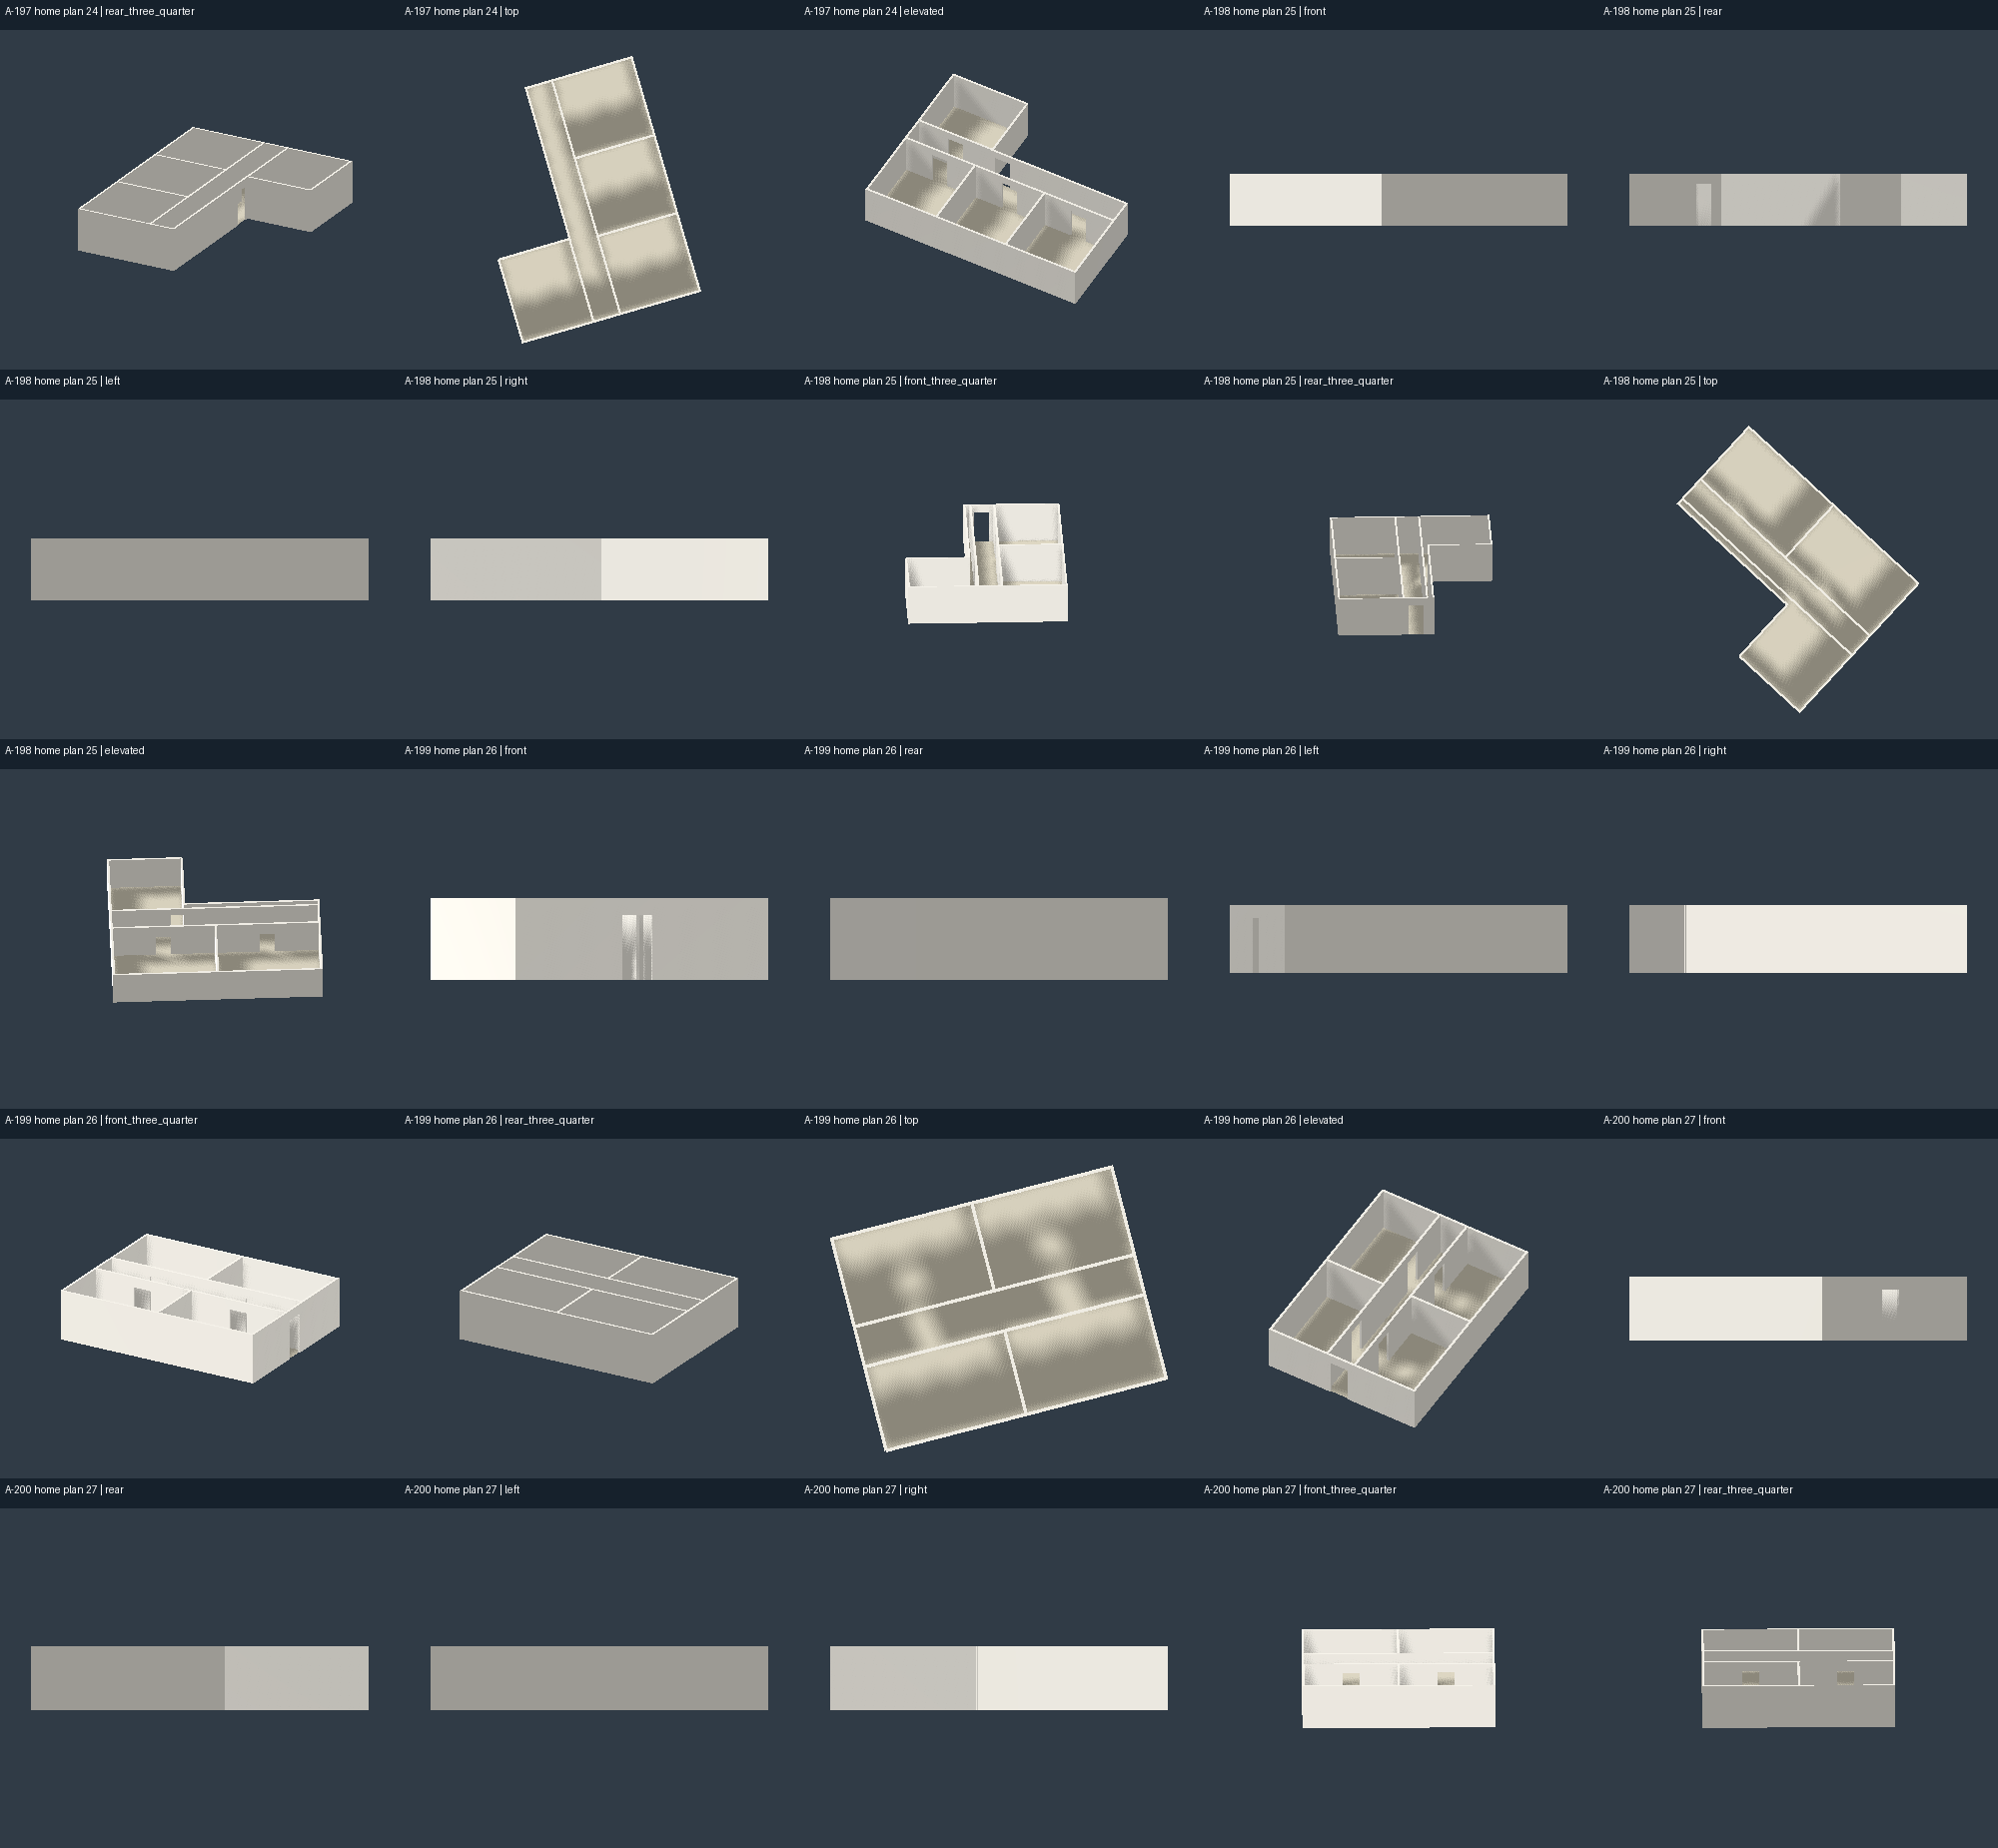 A-197 home plan 24 | rear_three_quarter
A-197 home plan 24 | top
A-197 home plan 24 | elevated
A-198 home plan 25 | front
A-198 home plan 25 | rear
A-198 home plan 25 | left
A-198 home plan 25 | right
A-198 home plan 25 | front_three_quarter
A-198 home plan 25 | rear_three_quarter
A-198 home plan 25 | top
A-198 home plan 25 | elevated
A-199 home plan 26 | front
A-199 home plan 26 | rear
A-199 home plan 26 | left
A-199 home plan 26 | right
A-199 home plan 26 | front_three_quarter
A-199 home plan 26 | rear_three_quarter
A-199 home plan 26 | top
A-199 home plan 26 | elevated
A-200 home plan 27 | front
A-200 home plan 27 | rear
A-200 home plan 27 | left
A-200 home plan 27 | right
A-200 home plan 27 | front_three_quarter
A-200 home plan 27 | rear_three_quarter